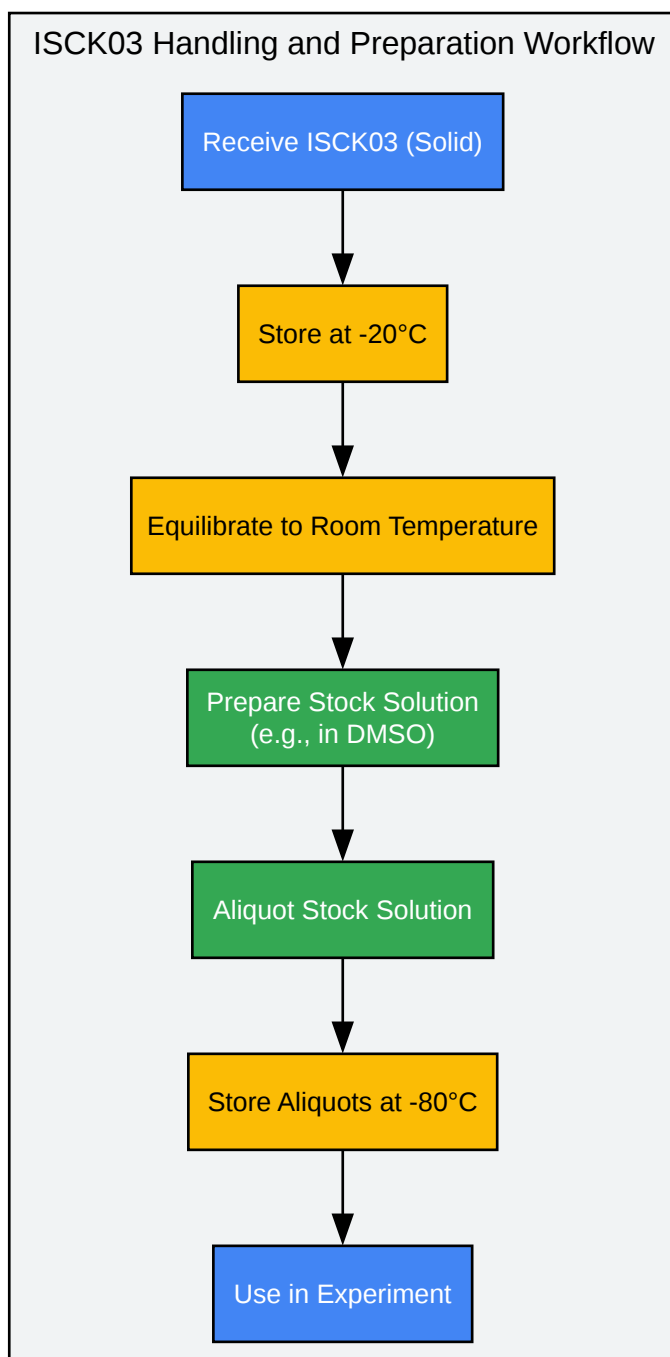 ISCK03 Handling and Preparation Workflow
Receive ISCK03 (Solid)
Store at -20°C
Equilibrate to Room Temperature
Prepare Stock Solution
(e.g., in DMSO)
Aliquot Stock Solution
Store Aliquots at -80°C
Use in Experiment